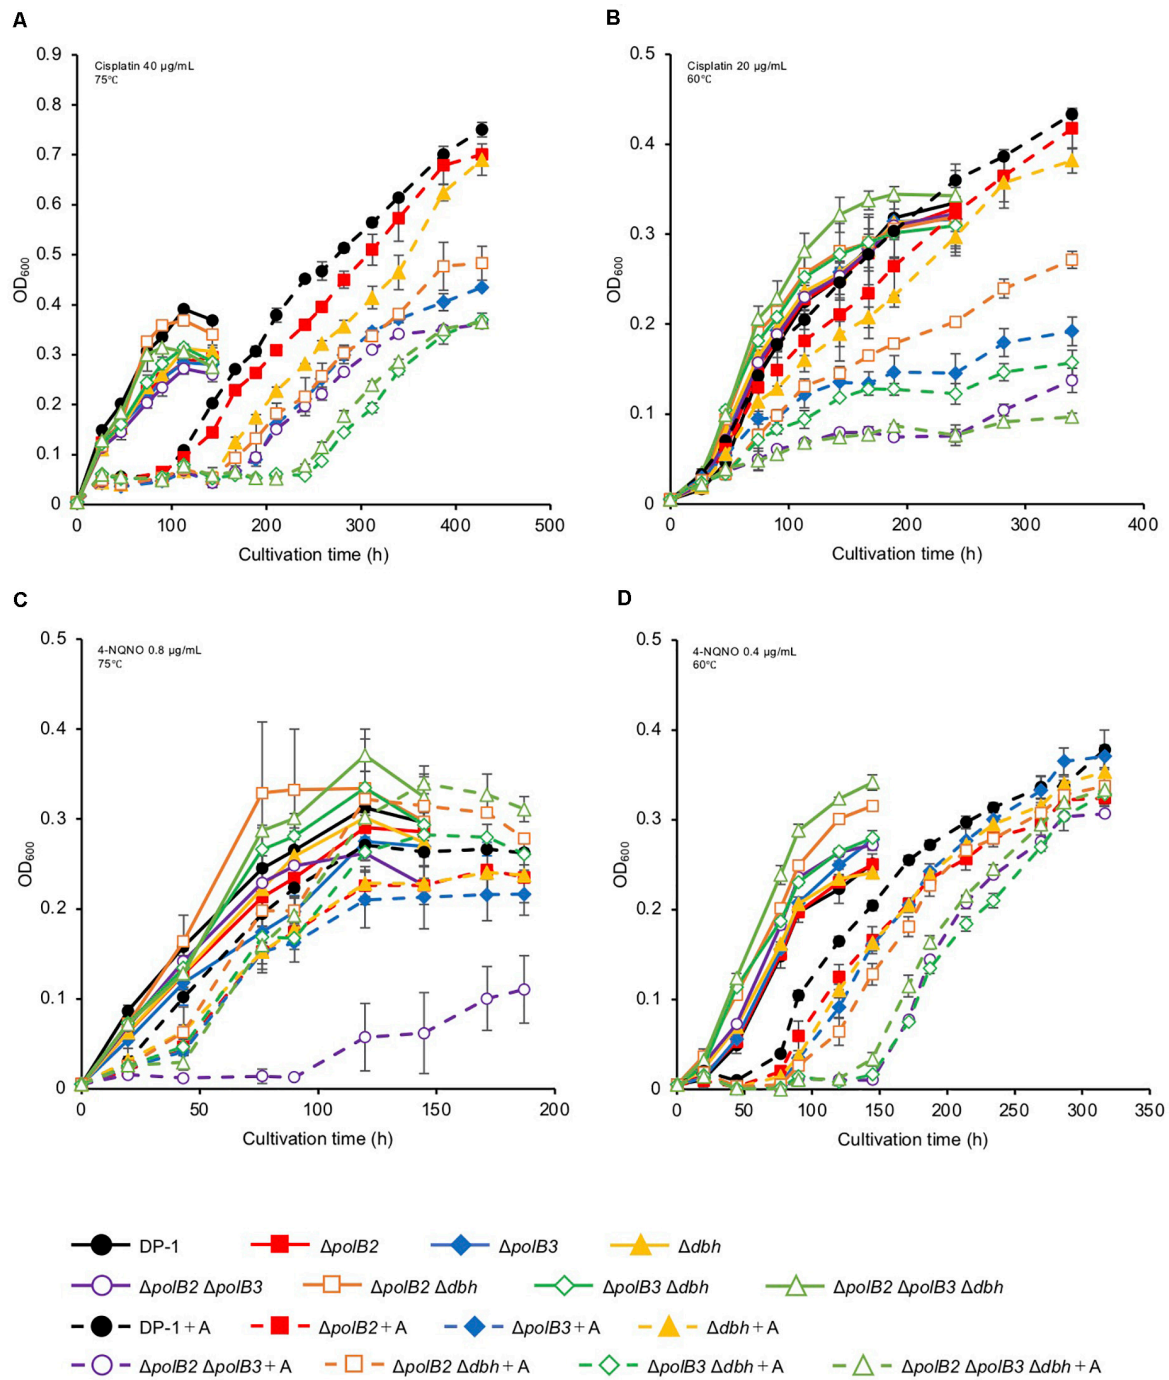 A
Cisplatin 40 µg/mL
75℃
OD600
0.9
0.8
0.7
0.6
0.5
0.4
0.3
0.2
0.1
0
0 100 200 300 400 500
Cultivation time (h)
B
Cisplatin 20 µg/mL
60℃
OD600
0.5
0.4
0.3
0.2
0.1
0
0 100 200 300 400
Cultivation time (h)
C
4-NQNO 0.8 µg/mL
75℃
OD600
0.5
0.4
0.3
0.2
0.1
0
0 50 100 150 200
Cultivation time (h)
D
4-NQNO 0.4 µg/mL
60℃
OD600
0.5
0.4
0.3
0.2
0.1
0
0 50 100 150 200 250 300 350
Cultivation time (h)
DP-1 ΔpolB2 ΔpolB3 Δdbh
ΔpolB2 ΔpolB3 ΔpolB2 Δdbh ΔpolB3 Δdbh ΔpolB2 ΔpolB3 Δdbh
DP-1+A ΔpolB2+A ΔpolB3+A Δdbh+A
ΔpolB2 ΔpolB3+A ΔpolB2 Δdbh+A ΔpolB3 Δdbh+A ΔpolB2 ΔpolB3 Δdbh+A